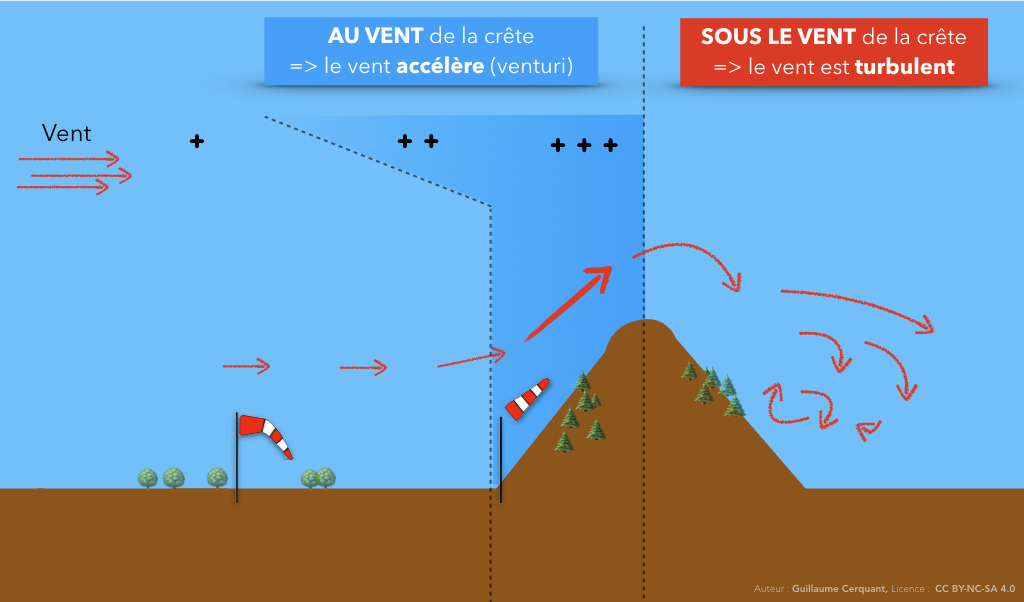 AU VENT de la crête
=> le vent accélère (venturi)
SOUS LE VENT de la crête
=> le vent est turbulent
Vent
+
+ +
+ + +
Auteur : Guillaume Cerquant, Licence : CC BY-NC-SA 4.0